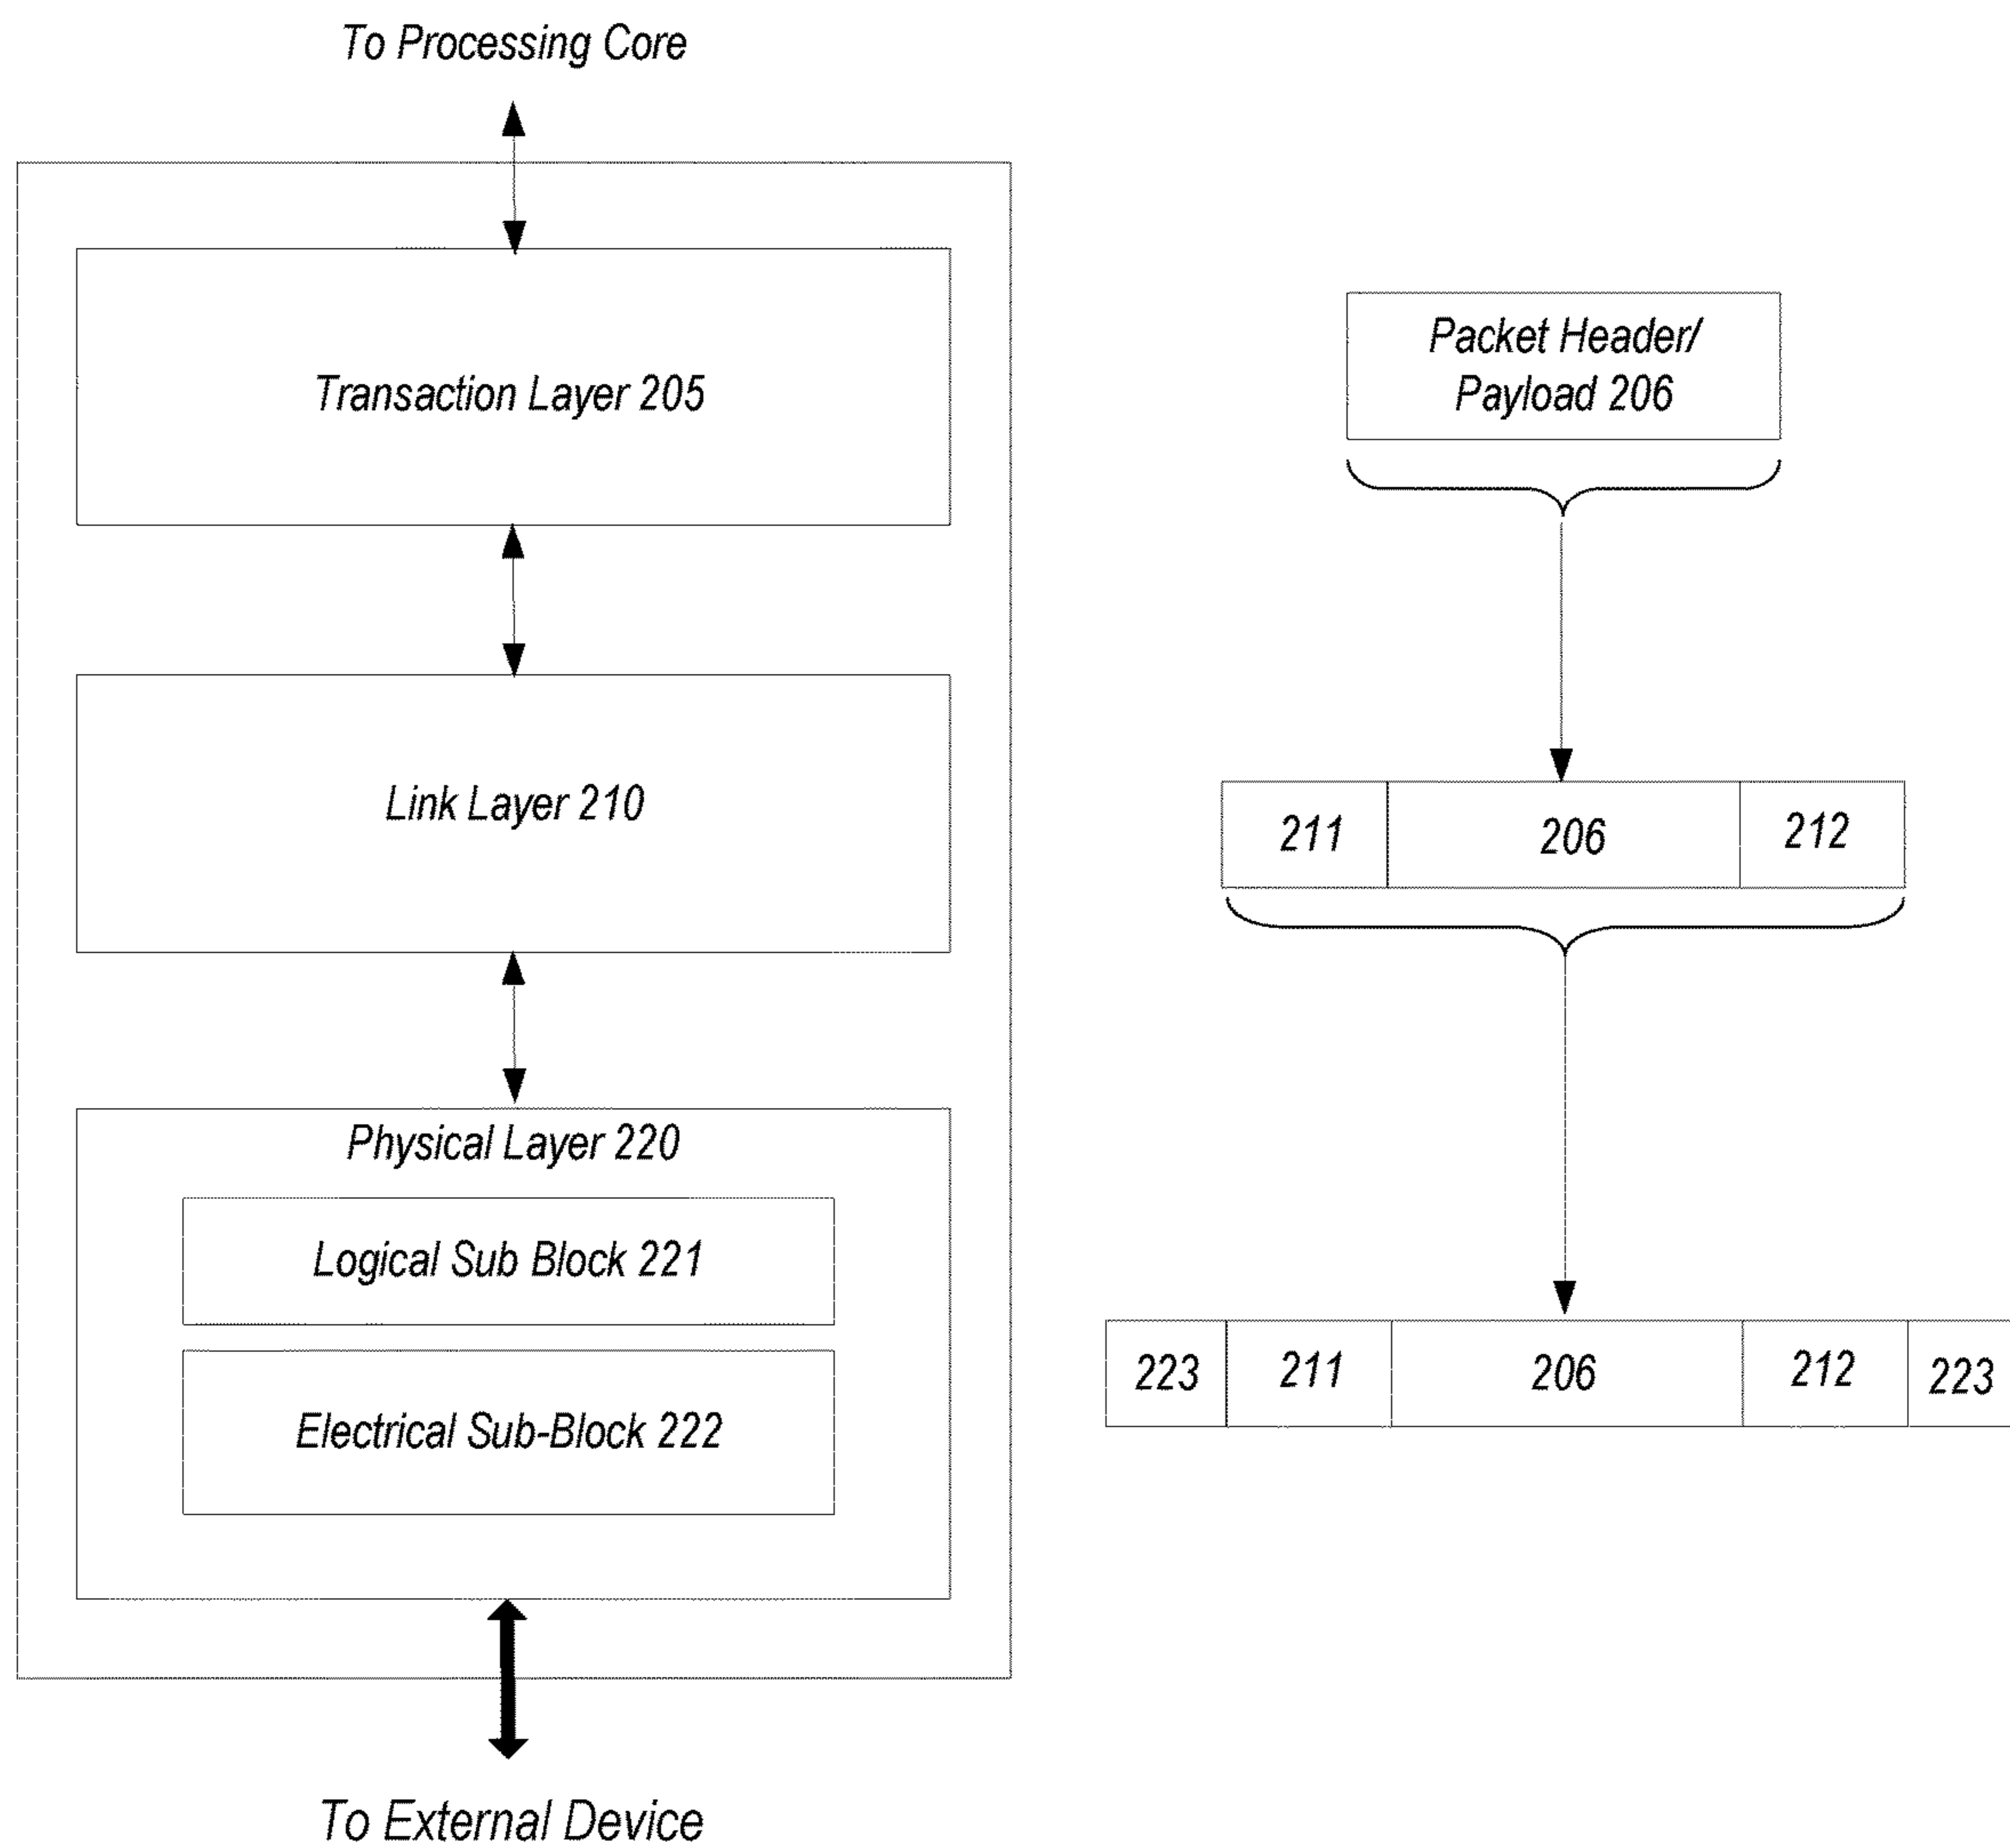 To Processing Core
Transaction Layer 205
Packet Header/
Payload 206
Link Layer 210
211 206 212
Physical Layer 220
Logical Sub Block 221
Electrical Sub-Block 222
223 211 206 212 223
To External Device